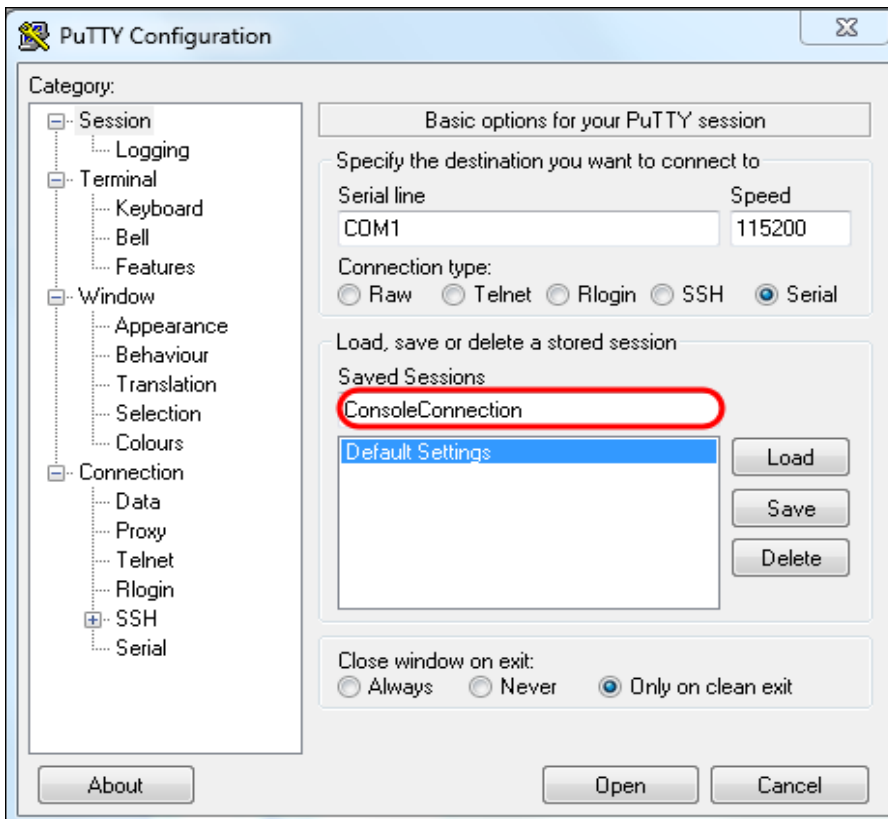 PuTTY Configuration
Category:
Session
Logging
Terminal
Keyboard
Bell
Features
Window
Appearance
Behaviour
Translation
Selection
Colours
Connection
Data
Proxy
Telnet
Rlogin
SSH
Serial
Basic options for your PuTTY session
Specify the destination you want to connect to
Serial line Speed
COM1 115200
Connection type:
Raw Telnet Rlogin SSH Serial
Load, save or delete a stored session
Saved Sessions
ConsoleConnection
Default Settings
Load
Save
Delete
Close window on exit:
Always Never Only on clean exit
About Open Cancel